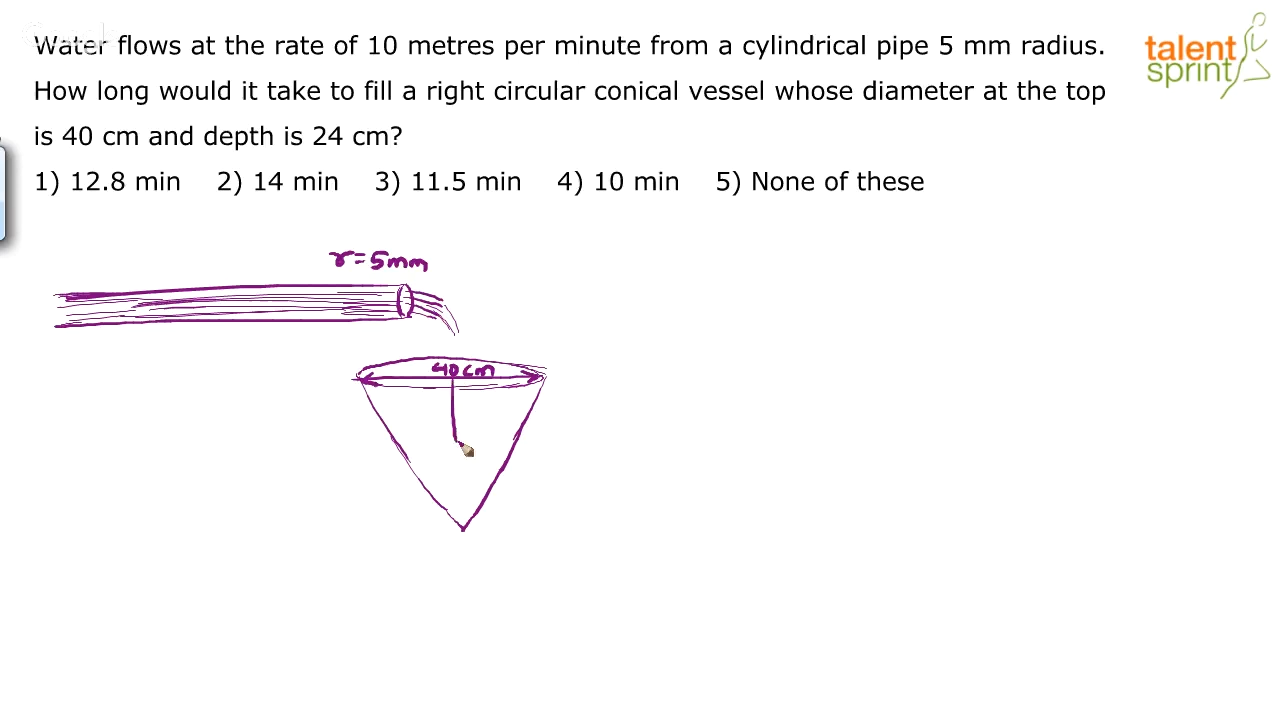 Water flows at the rate of 10 metres per minute from a cylindrical pipe 5 mm radius.
How long would it take to fill a right circular conical vessel whose diameter at the top
is 40 cm and depth is 24 cm?
1) 12.8 min 2) 14 min 3) 11.5 min 4) 10 min 5) None of these
talent
sprint
r=5mm
40cm